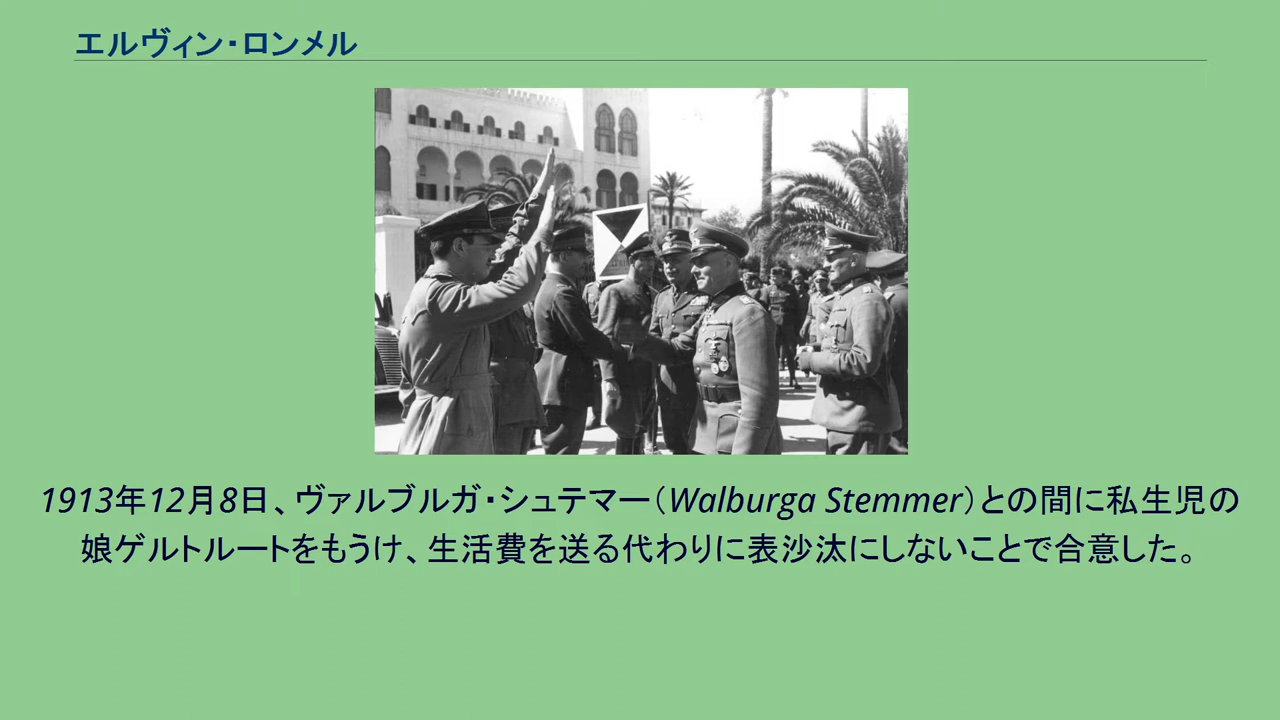 エルヴィン・ロンメル
1913年12月8日、ヴァルブルガ・シュテマー（Walburga Stemmer）との間に私生児の
娘ゲルトルートをもうけ、生活費を送る代わりに表沙汰にしないことで合意した。